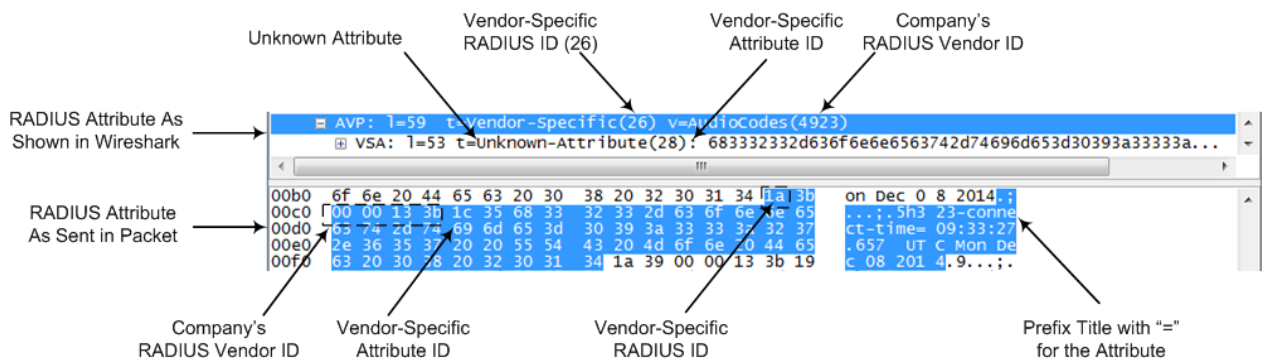 Unknown Attribute
Vendor-Specific
RADIUS ID (26)
Vendor-Specific
Attribute ID
Company's
RADIUS Vendor ID
RADIUS Attribute As
Shown in Wireshark
AVP: l=59 t=Vendor-Specific(26) v=AudioCodes(4923)
VSA: l=53 t=Unknown-Attribute(28): 683332332d636f6e6e6563742d74696d653d30393a33333a...
RADIUS Attribute
As Sent in Packet
00b0 6f 6e 20 44 65 63 20 30 38 20 32 30 31 34 1a 3b on Dec 0 8 2014.;
00c0 00 00 13 3b 1c 35 68 33 32 33 2d 63 6f 6e 6e 65 ...;.5h3 23-conne
00d0 63 74 2d 74 69 6d 65 3d 30 39 3a 33 33 3a 32 37 ct-time= 09:33:27
00e0 2e 36 35 37 20 20 55 54 43 20 4d 6f 6e 20 44 65 .657 UT C Mon De
00f0 63 20 30 38 20 32 30 31 34 1a 39 00 00 13 3b 19 c 08 201 4.9...;.
Company's
RADIUS Vendor ID
Vendor-Specific
Attribute ID
Vendor-Specific
RADIUS ID
Prefix Title with "="
for the Attribute